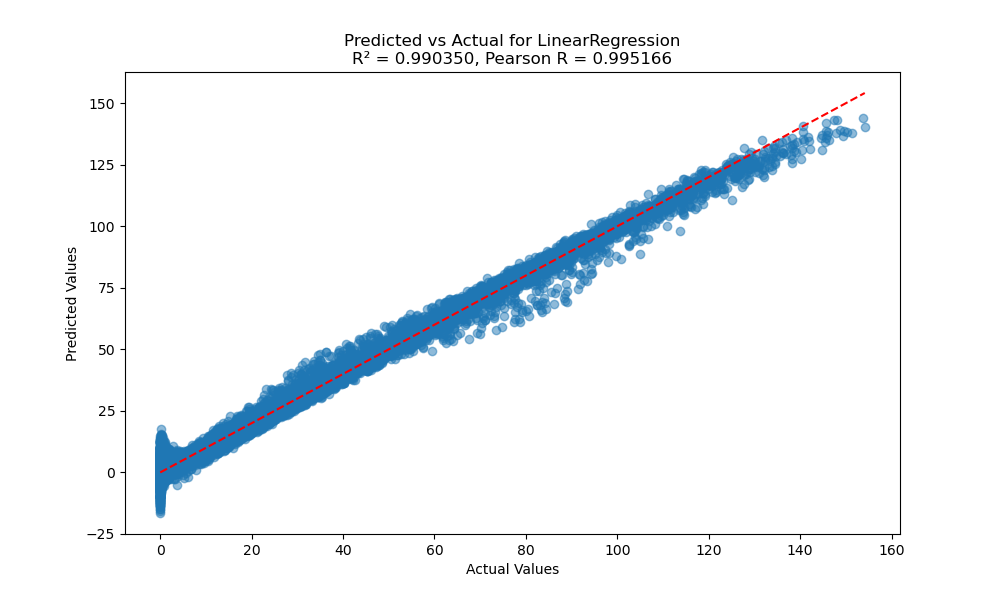 Predicted vs Actual for LinearRegression
R² = 0.990350, Pearson R = 0.995166
150
125
100
75
50
25
0
−25
Predicted Values
0 20 40 60 80 100 120 140 160
Actual Values